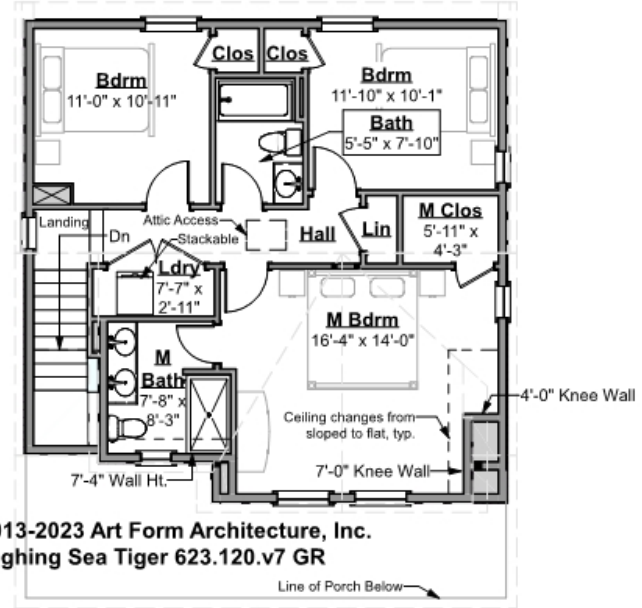 Clos Clos
Bdrm
11'-0" x 10'-11"
Bdrm
11'-10" x 10'-1"
Bath
5'-5" x 7'-10"
Landing
Dn
Attic Access
Stackable
Hall
Lin
M Clos
5'-11" x
4'-3"
Ldry
7'-7" x
2'-11"
M Bdrm
16'-4" x 14'-0"
M
Bath
7'-8" x
8'-3"
4'-0" Knee Wall
Ceiling changes from
sloped to flat, typ.
7'-0" Knee Wall
7'-4" Wall Ht.
013-2023 Art Form Architecture, Inc.
ghing Sea Tiger 623.120.v7 GR
Line of Porch Below